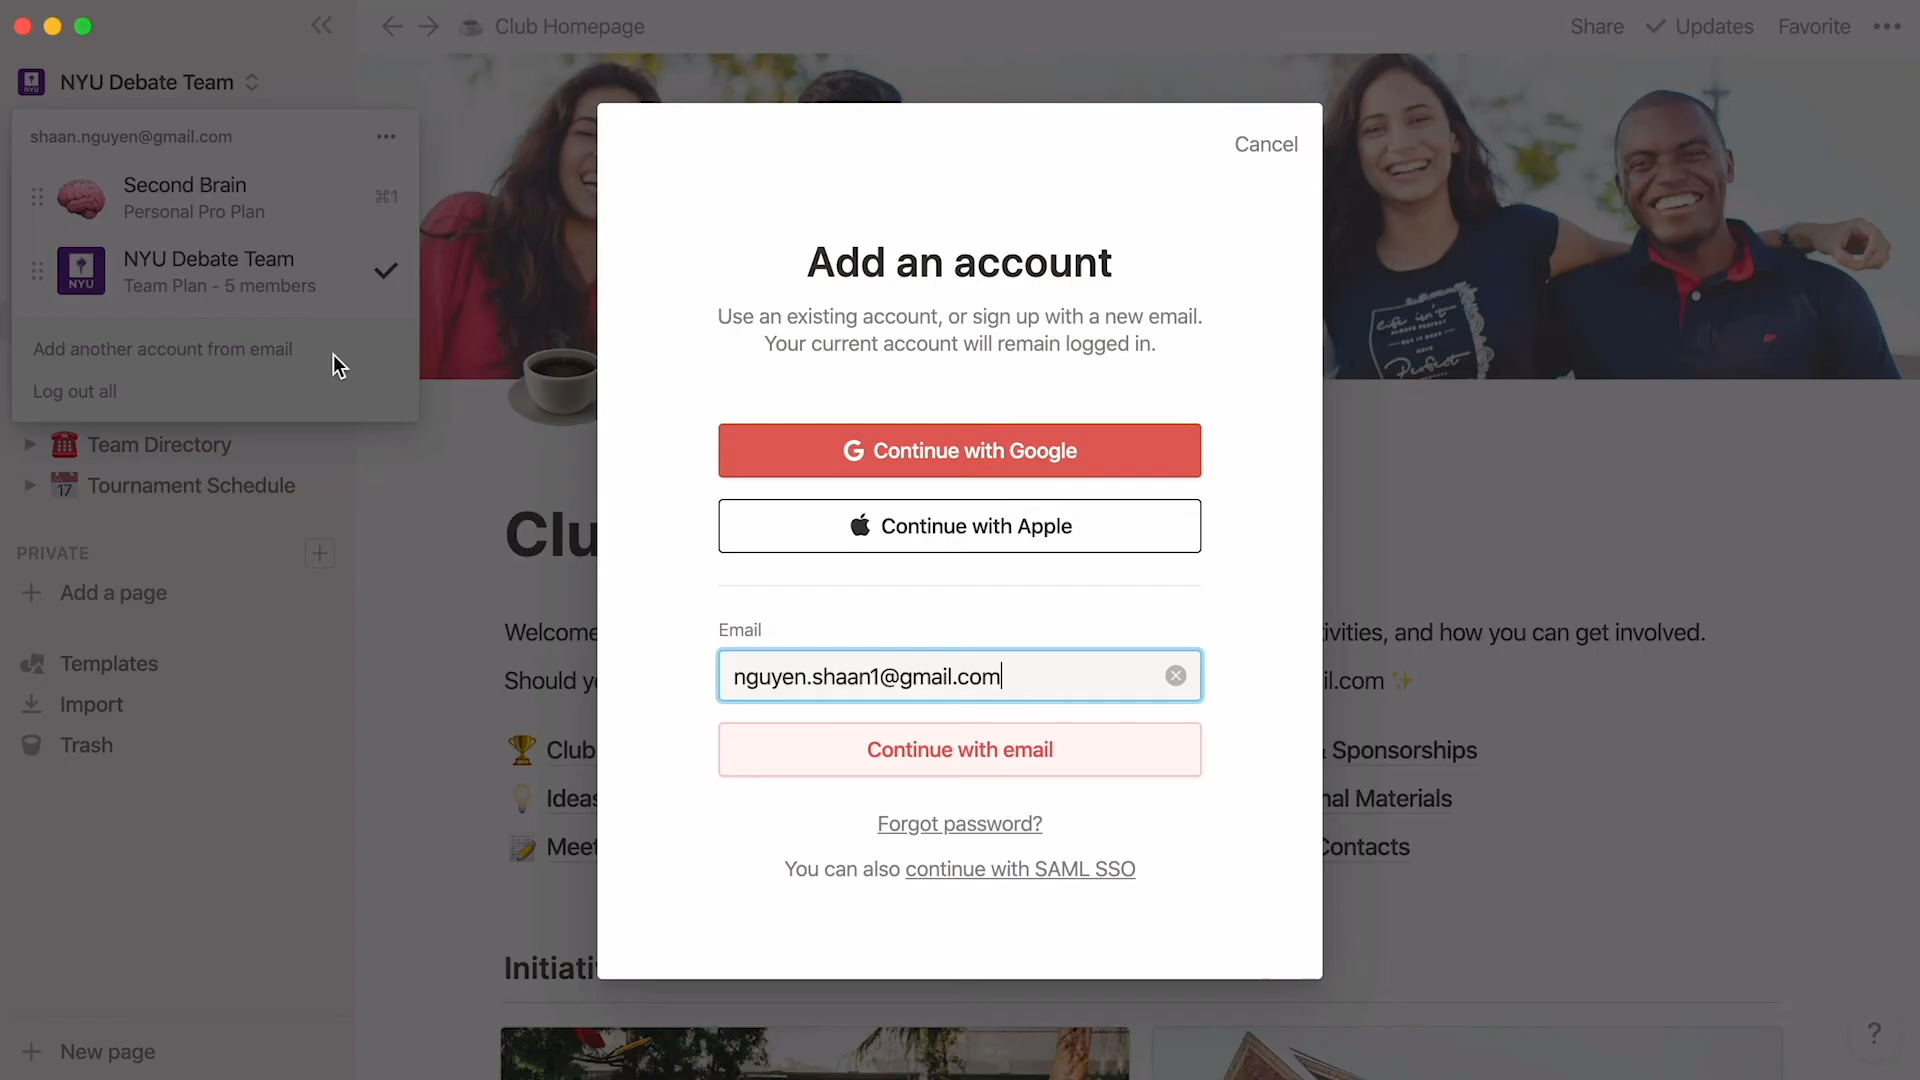 Club Homepage
Share
Updates
Favorite
NYU Debate Team
shaan.nguyen@gmail.com
Second Brain
Personal Pro Plan
⌘1
NYU
NYU Debate Team
Team Plan - 5 members
Add another account from email
Log out all
Team Directory
17
Tournament Schedule
PRIVATE
Add a page
Templates
Import
Trash
New page
Cancel
Add an account
Use an existing account, or sign up with a new email.
Your current account will remain logged in.
G Continue with Google
Continue with Apple
Email
nguyen.shaan1@gmail.com
Continue with email
Forgot password?
You can also continue with SAML SSO
life isn't
Perfect
Clu
Welcome
ivities, and how you can get involved.
Should y
il.com
Club
Sponsorships
Ideas
nal Materials
Meet
Contacts
Initiati
?